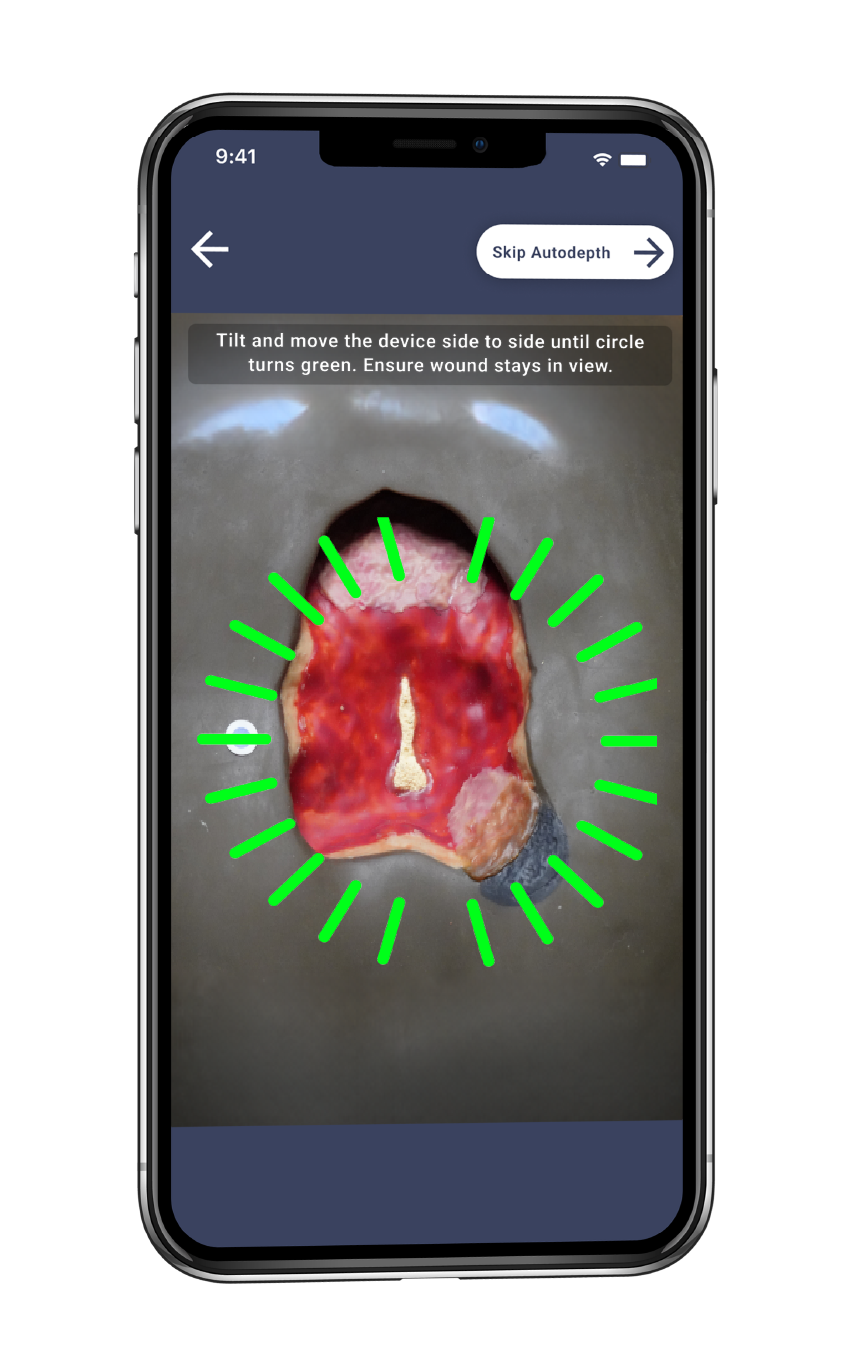 9:41
Skip Autodepth
Tilt and move the device side to side until circle
turns green. Ensure wound stays in view.